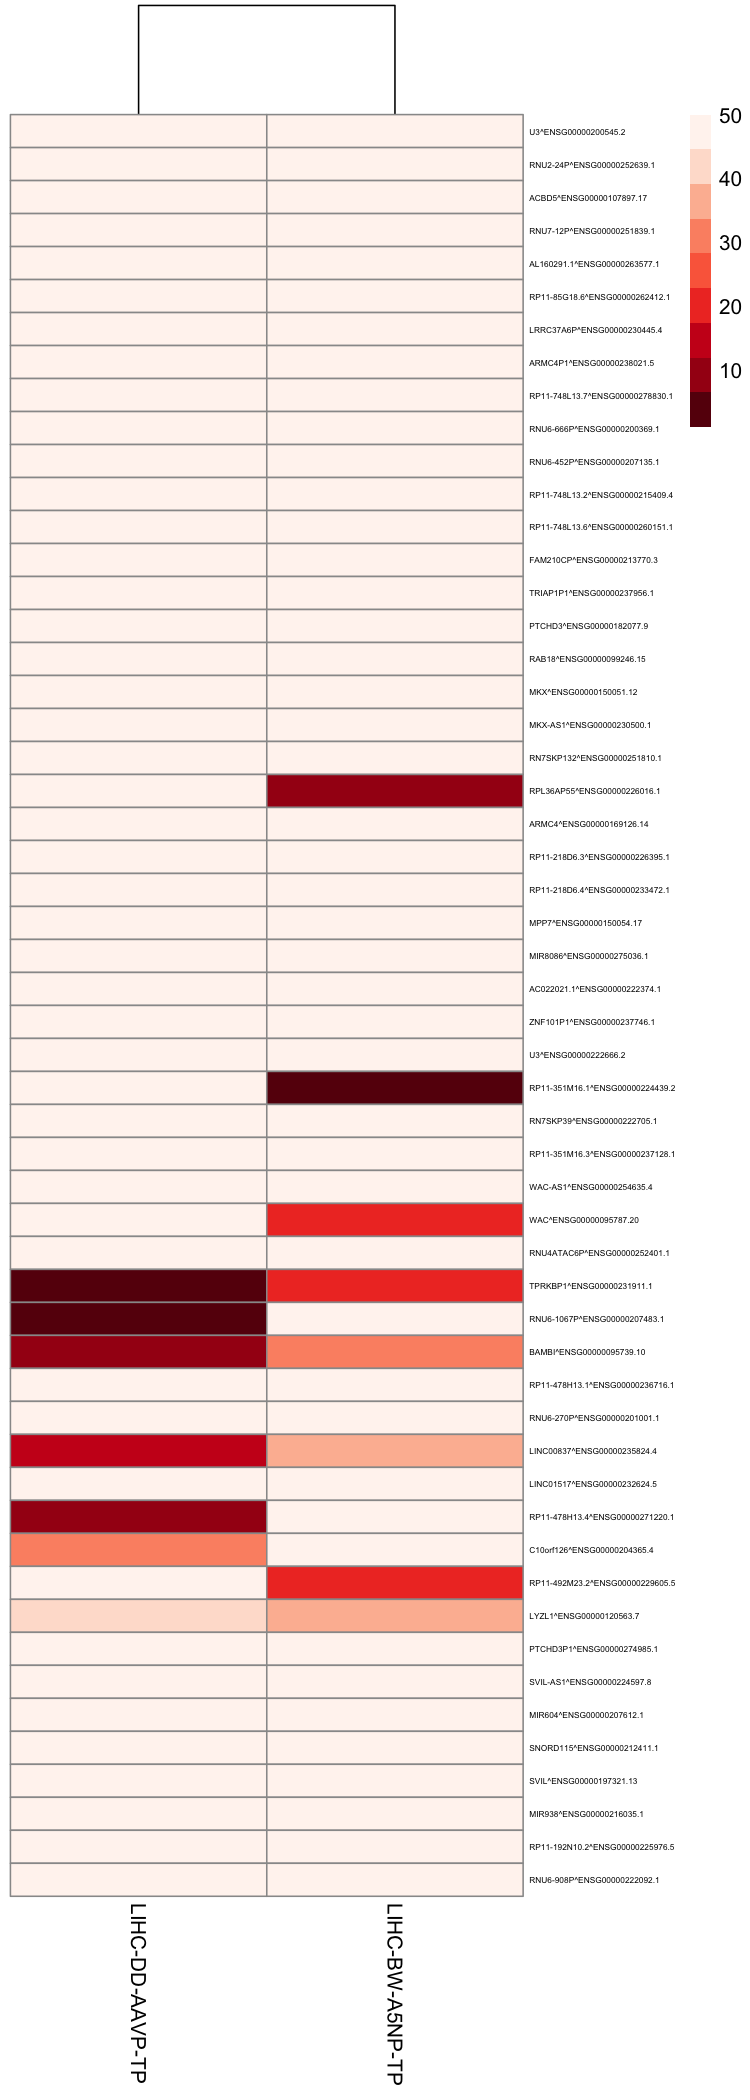 50
40
30
20
10
U3^ENSG00000200545.2
RNU2-24P^ENSG00000252639.1
ACBD5^ENSG00000107897.17
RNU7-12P^ENSG00000251839.1
AL160291.1^ENSG00000263577.1
RP11-85G18.6^ENSG00000262412.1
LRRC37A6P^ENSG00000230445.4
ARMC4P1^ENSG00000238021.5
RP11-748L13.7^ENSG00000278830.1
RNU6-666P^ENSG00000200369.1
RNU6-452P^ENSG00000207135.1
RP11-748L13.2^ENSG00000215409.4
RP11-748L13.6^ENSG00000260151.1
FAM210CP^ENSG00000213770.3
TRIAP1P1^ENSG00000237956.1
PTCHD3^ENSG00000182077.9
RAB18^ENSG00000099246.15
MKX^ENSG00000150051.12
MKX-AS1^ENSG00000230500.1
RN7SKP132^ENSG00000251810.1
RPL36AP55^ENSG00000226016.1
ARMC4^ENSG00000169126.14
RP11-218D6.3^ENSG00000226395.1
RP11-218D6.4^ENSG00000233472.1
MPP7^ENSG00000150054.17
MIR8086^ENSG00000275036.1
AC022021.1^ENSG00000222374.1
ZNF101P1^ENSG00000237746.1
U3^ENSG00000222666.2
RP11-351M16.1^ENSG00000224439.2
RN7SKP39^ENSG00000222705.1
RP11-351M16.3^ENSG00000237128.1
WAC-AS1^ENSG00000254635.4
WAC^ENSG00000095787.20
RNU4ATAC6P^ENSG00000252401.1
TPRKBP1^ENSG00000231911.1
RNU6-1067P^ENSG00000207483.1
BAMBI^ENSG00000095739.10
RP11-478H13.1^ENSG00000236716.1
RNU6-270P^ENSG00000201001.1
LINC00837^ENSG00000235824.4
LINC01517^ENSG00000232624.5
RP11-478H13.4^ENSG00000271220.1
C10orf126^ENSG00000204365.4
RP11-492M23.2^ENSG00000229605.5
LYZL1^ENSG00000120563.7
PTCHD3P1^ENSG00000274985.1
SVIL-AS1^ENSG00000224597.8
MIR604^ENSG00000207612.1
SNORD115^ENSG00000212411.1
SVIL^ENSG00000197321.13
MIR938^ENSG00000216035.1
RP11-192N10.2^ENSG00000225976.5
RNU6-908P^ENSG00000222092.1
LIHC-DD-AAVP-TP
LIHC-BW-A5NP-TP